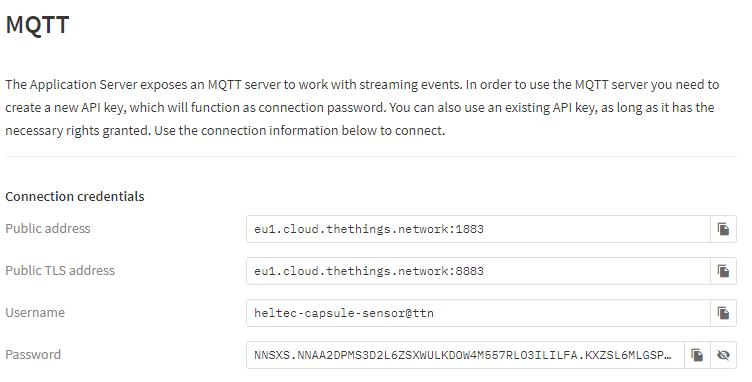 MQTT
The Application Server exposes an MQTT server to work with streaming events. In order to use the MQTT server you need to
create a new API key, which will function as connection password. You can also use an existing API key, as long as it has the
necessary rights granted. Use the connection information below to connect.
Connection credentials
Public address
eu1.cloud.thethings.network:1883
Public TLS address
eu1.cloud.thethings.network:8883
Username
heltec-capsule-sensor@ttn
Password
NNSXS.NNAA2DPMS3D2L6ZSXWULKDOW4M557RLO3ILILFA.KXZSL6MLGSP…